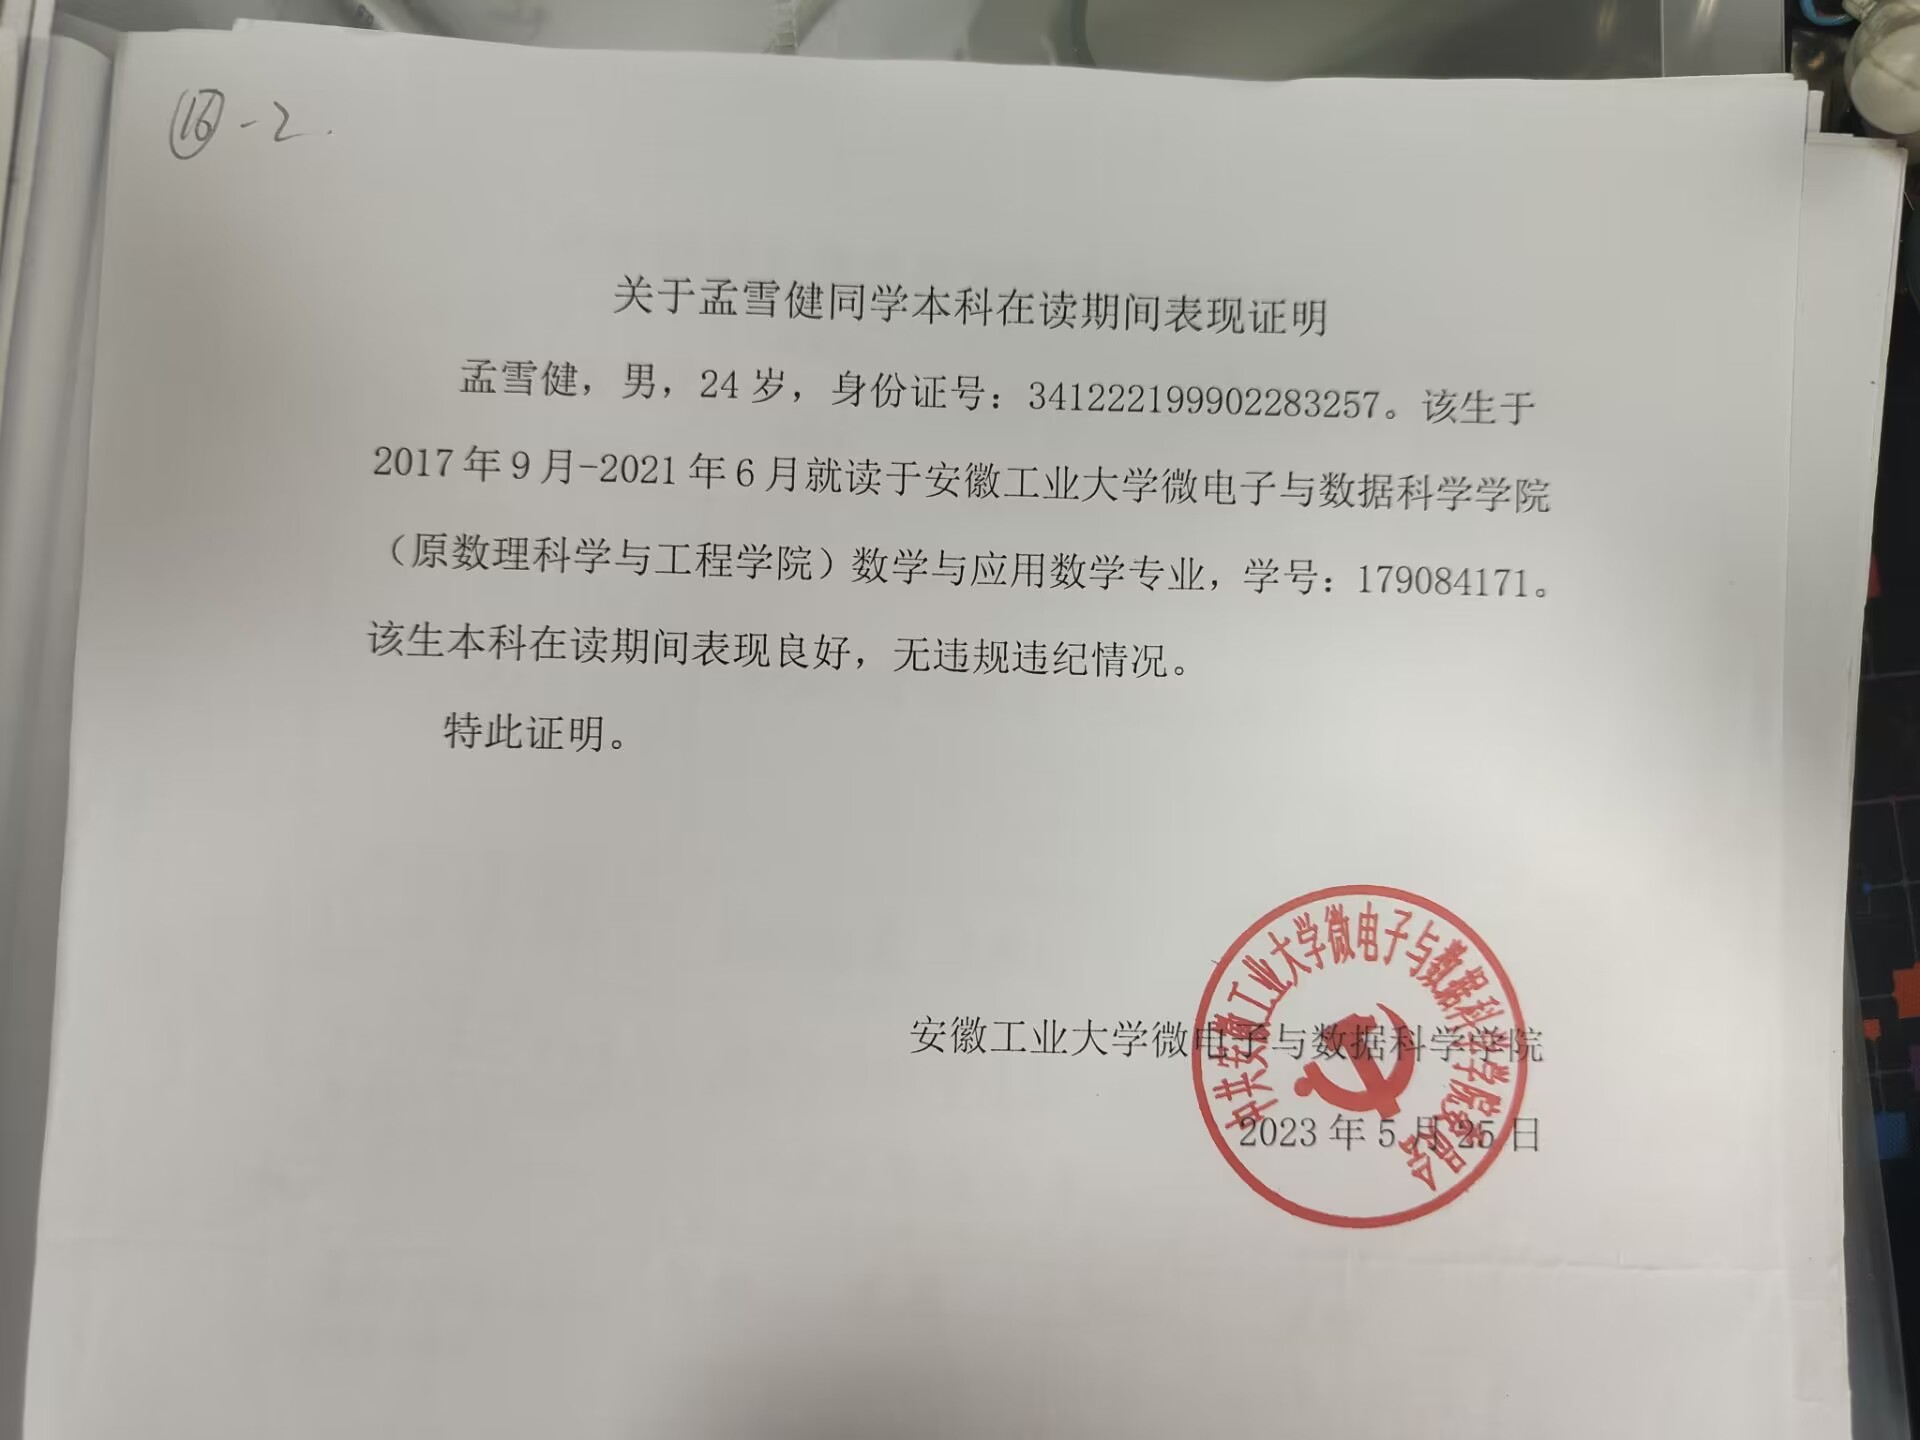 ⑯-2.
关于孟雪健同学本科在读期间表现证明
孟雪健，男，24岁，身份证号：341222199902283257。该生于
2017年9月-2021年6月就读于安徽工业大学微电子与数据科学学院
（原数理科学与工程学院）数学与应用数学专业，学号：179084171。
该生本科在读期间表现良好，无违规违纪情况。
特此证明。
安徽工业大学微电子与数据科学学院
2023年5月25日
中共安徽工业大学微电子与数据科学学院委员会